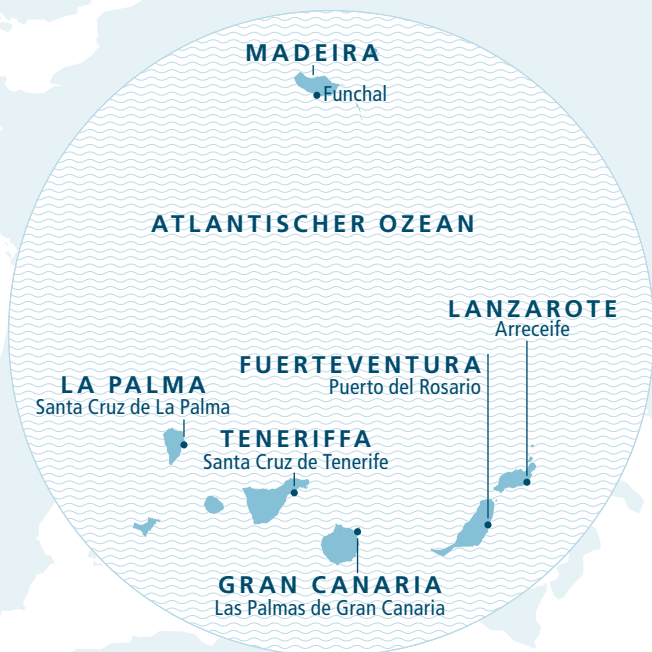 MADEIRA
Funchal
ATLANTISCHER OZEAN
LANZAROTE
Arreceife
FUERTEVENTURA
Puerto del Rosario
LA PALMA
Santa Cruz de La Palma
TENERIFFA
Santa Cruz de Tenerife
GRAN CANARIA
Las Palmas de Gran Canaria